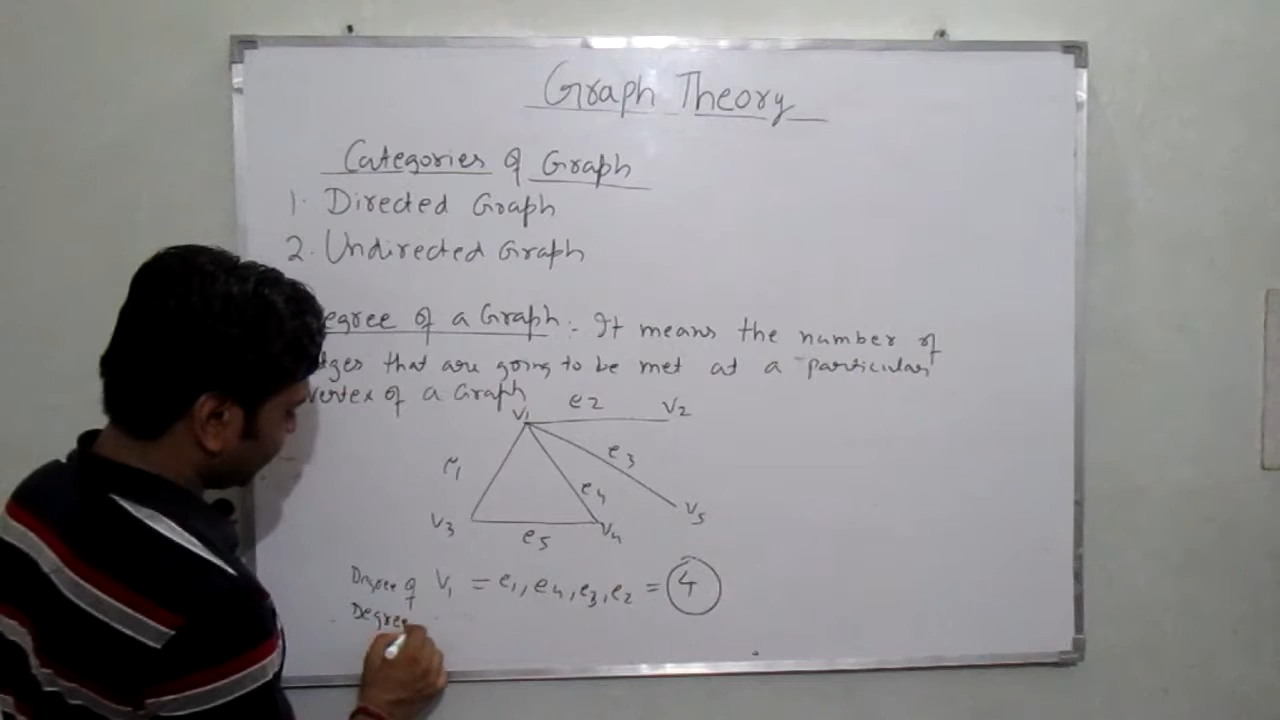 Graph Theory
Categories of Graph
1. Directed Graph
2. Undirected Graph
egree of a Graph :- It means the number of
dges that are going to be met at a particular
vertex of a Graph
V1 e2 V2
e1 e3
e4
V3 e5 V4 V5
Degree of V1 = e1, e4, e3, e2 = 4
Degree